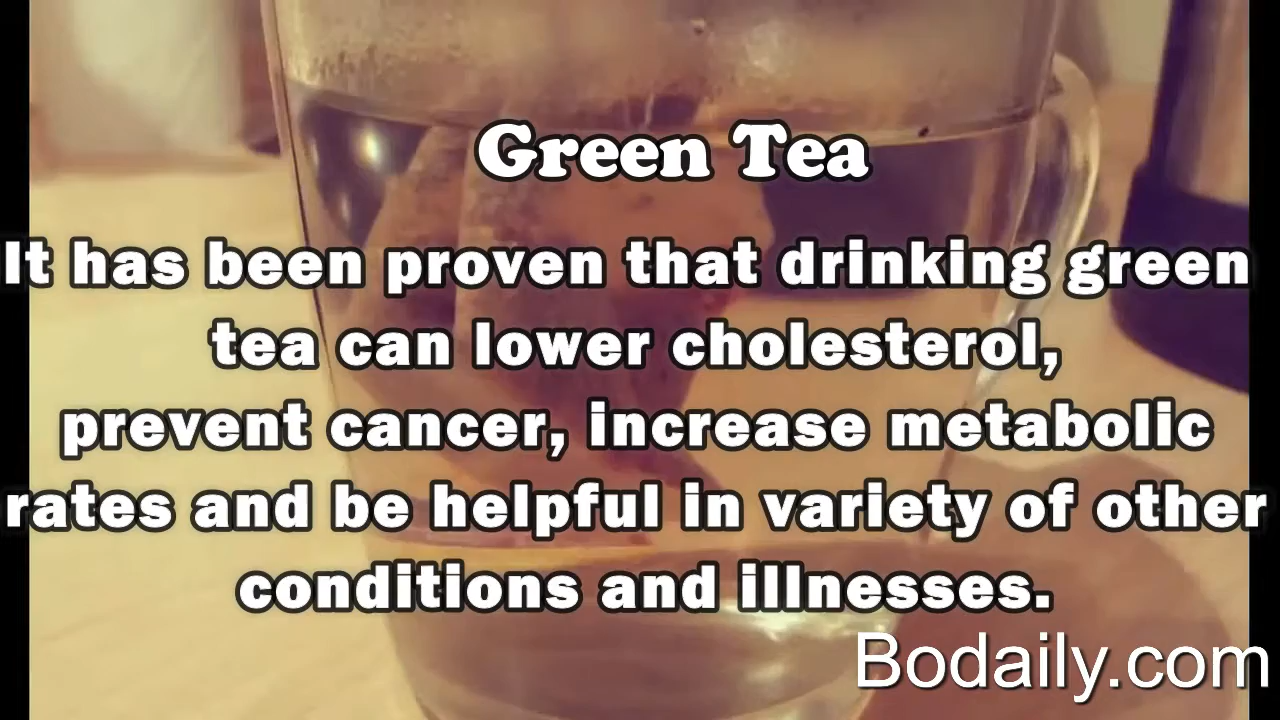 Green Tea
It has been proven that drinking green
tea can lower cholesterol,
prevent cancer, increase metabolic
rates and be helpful in variety of other
conditions and illnesses.
Bodaily.com